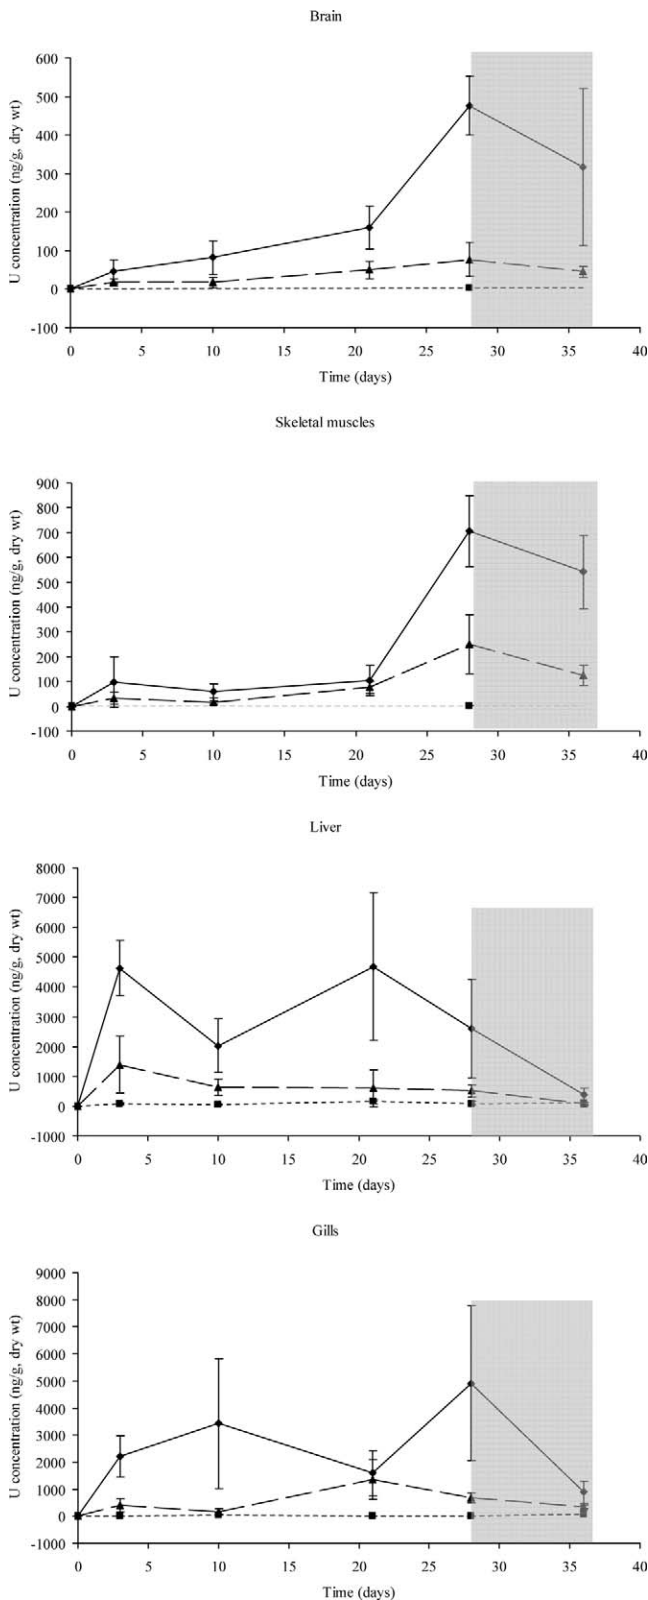 Brain
U concentration (ng/g, dry wt)
600
500
400
300
200
100
0
-100
0 5 10 15 20 25 30 35 40
Time (days)
Skeletal muscles
U concentration (ng/g, dry wt)
900
800
700
600
500
400
300
200
100
0
-100
0 5 10 15 20 25 30 35 40
Time (days)
Liver
U concentration (ng/g, dry wt)
8000
7000
6000
5000
4000
3000
2000
1000
0
-1000
0 5 10 15 20 25 30 35 40
Time (days)
Gills
U concentration (ng/g, dry wt)
9000
8000
7000
6000
5000
4000
3000
2000
1000
0
-1000
0 5 10 15 20 25 30 35 40
Time (days)